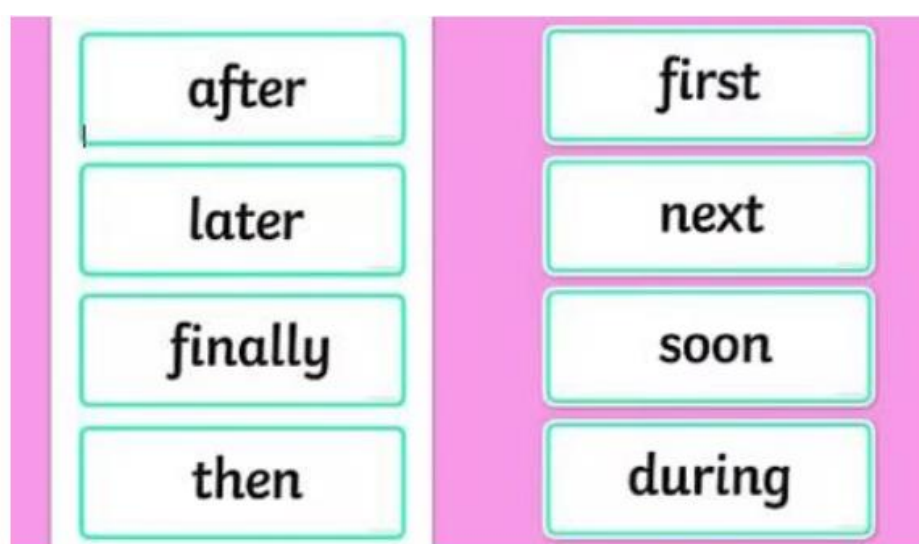 after
later
finally
then
first
next
soon
during